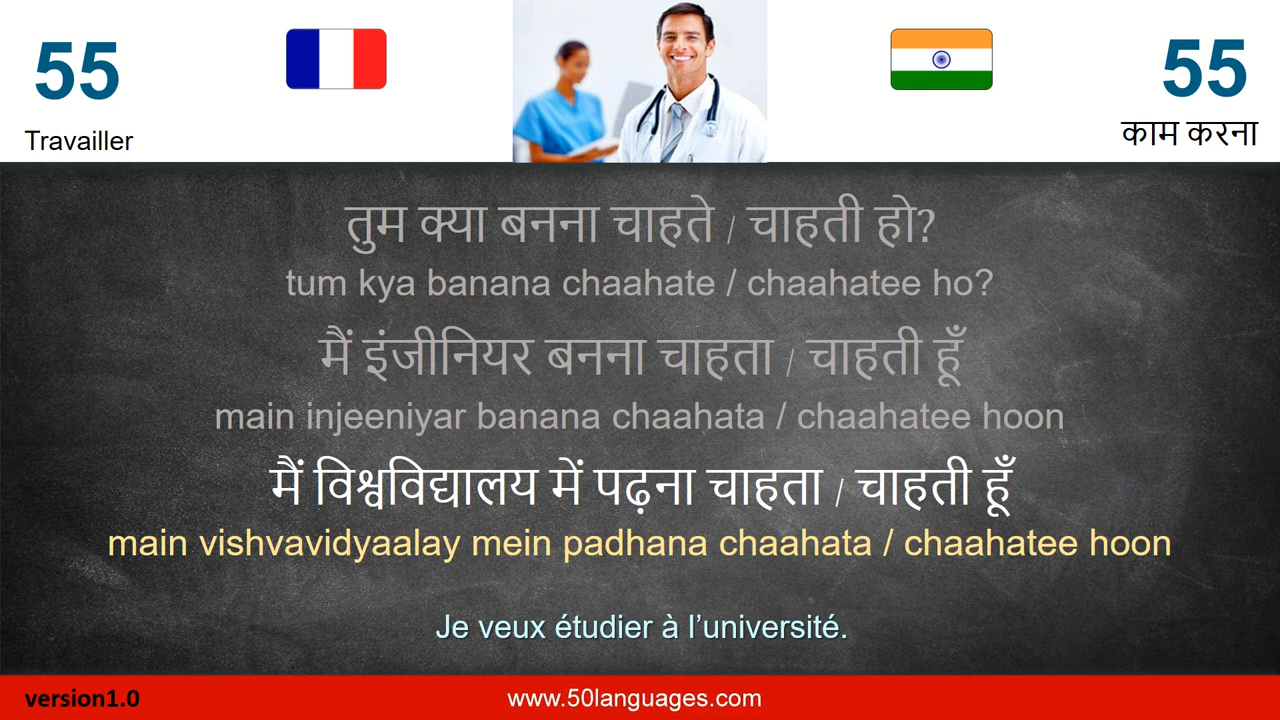 55
55
Travailler
काम करना
तुम क्या बनना चाहते / चाहती हो?
tum kya banana chaahate / chaahatee ho?
मैं इंजीनियर बनना चाहता / चाहती हूँ
main injeeniyar banana chaahata / chaahatee hoon
मैं विश्वविद्यालय में पढ़ना चाहता / चाहती हूँ
main vishvavidyaalay mein padhana chaahata / chaahatee hoon
Je veux étudier à l’université.
version1.0
www.50languages.com